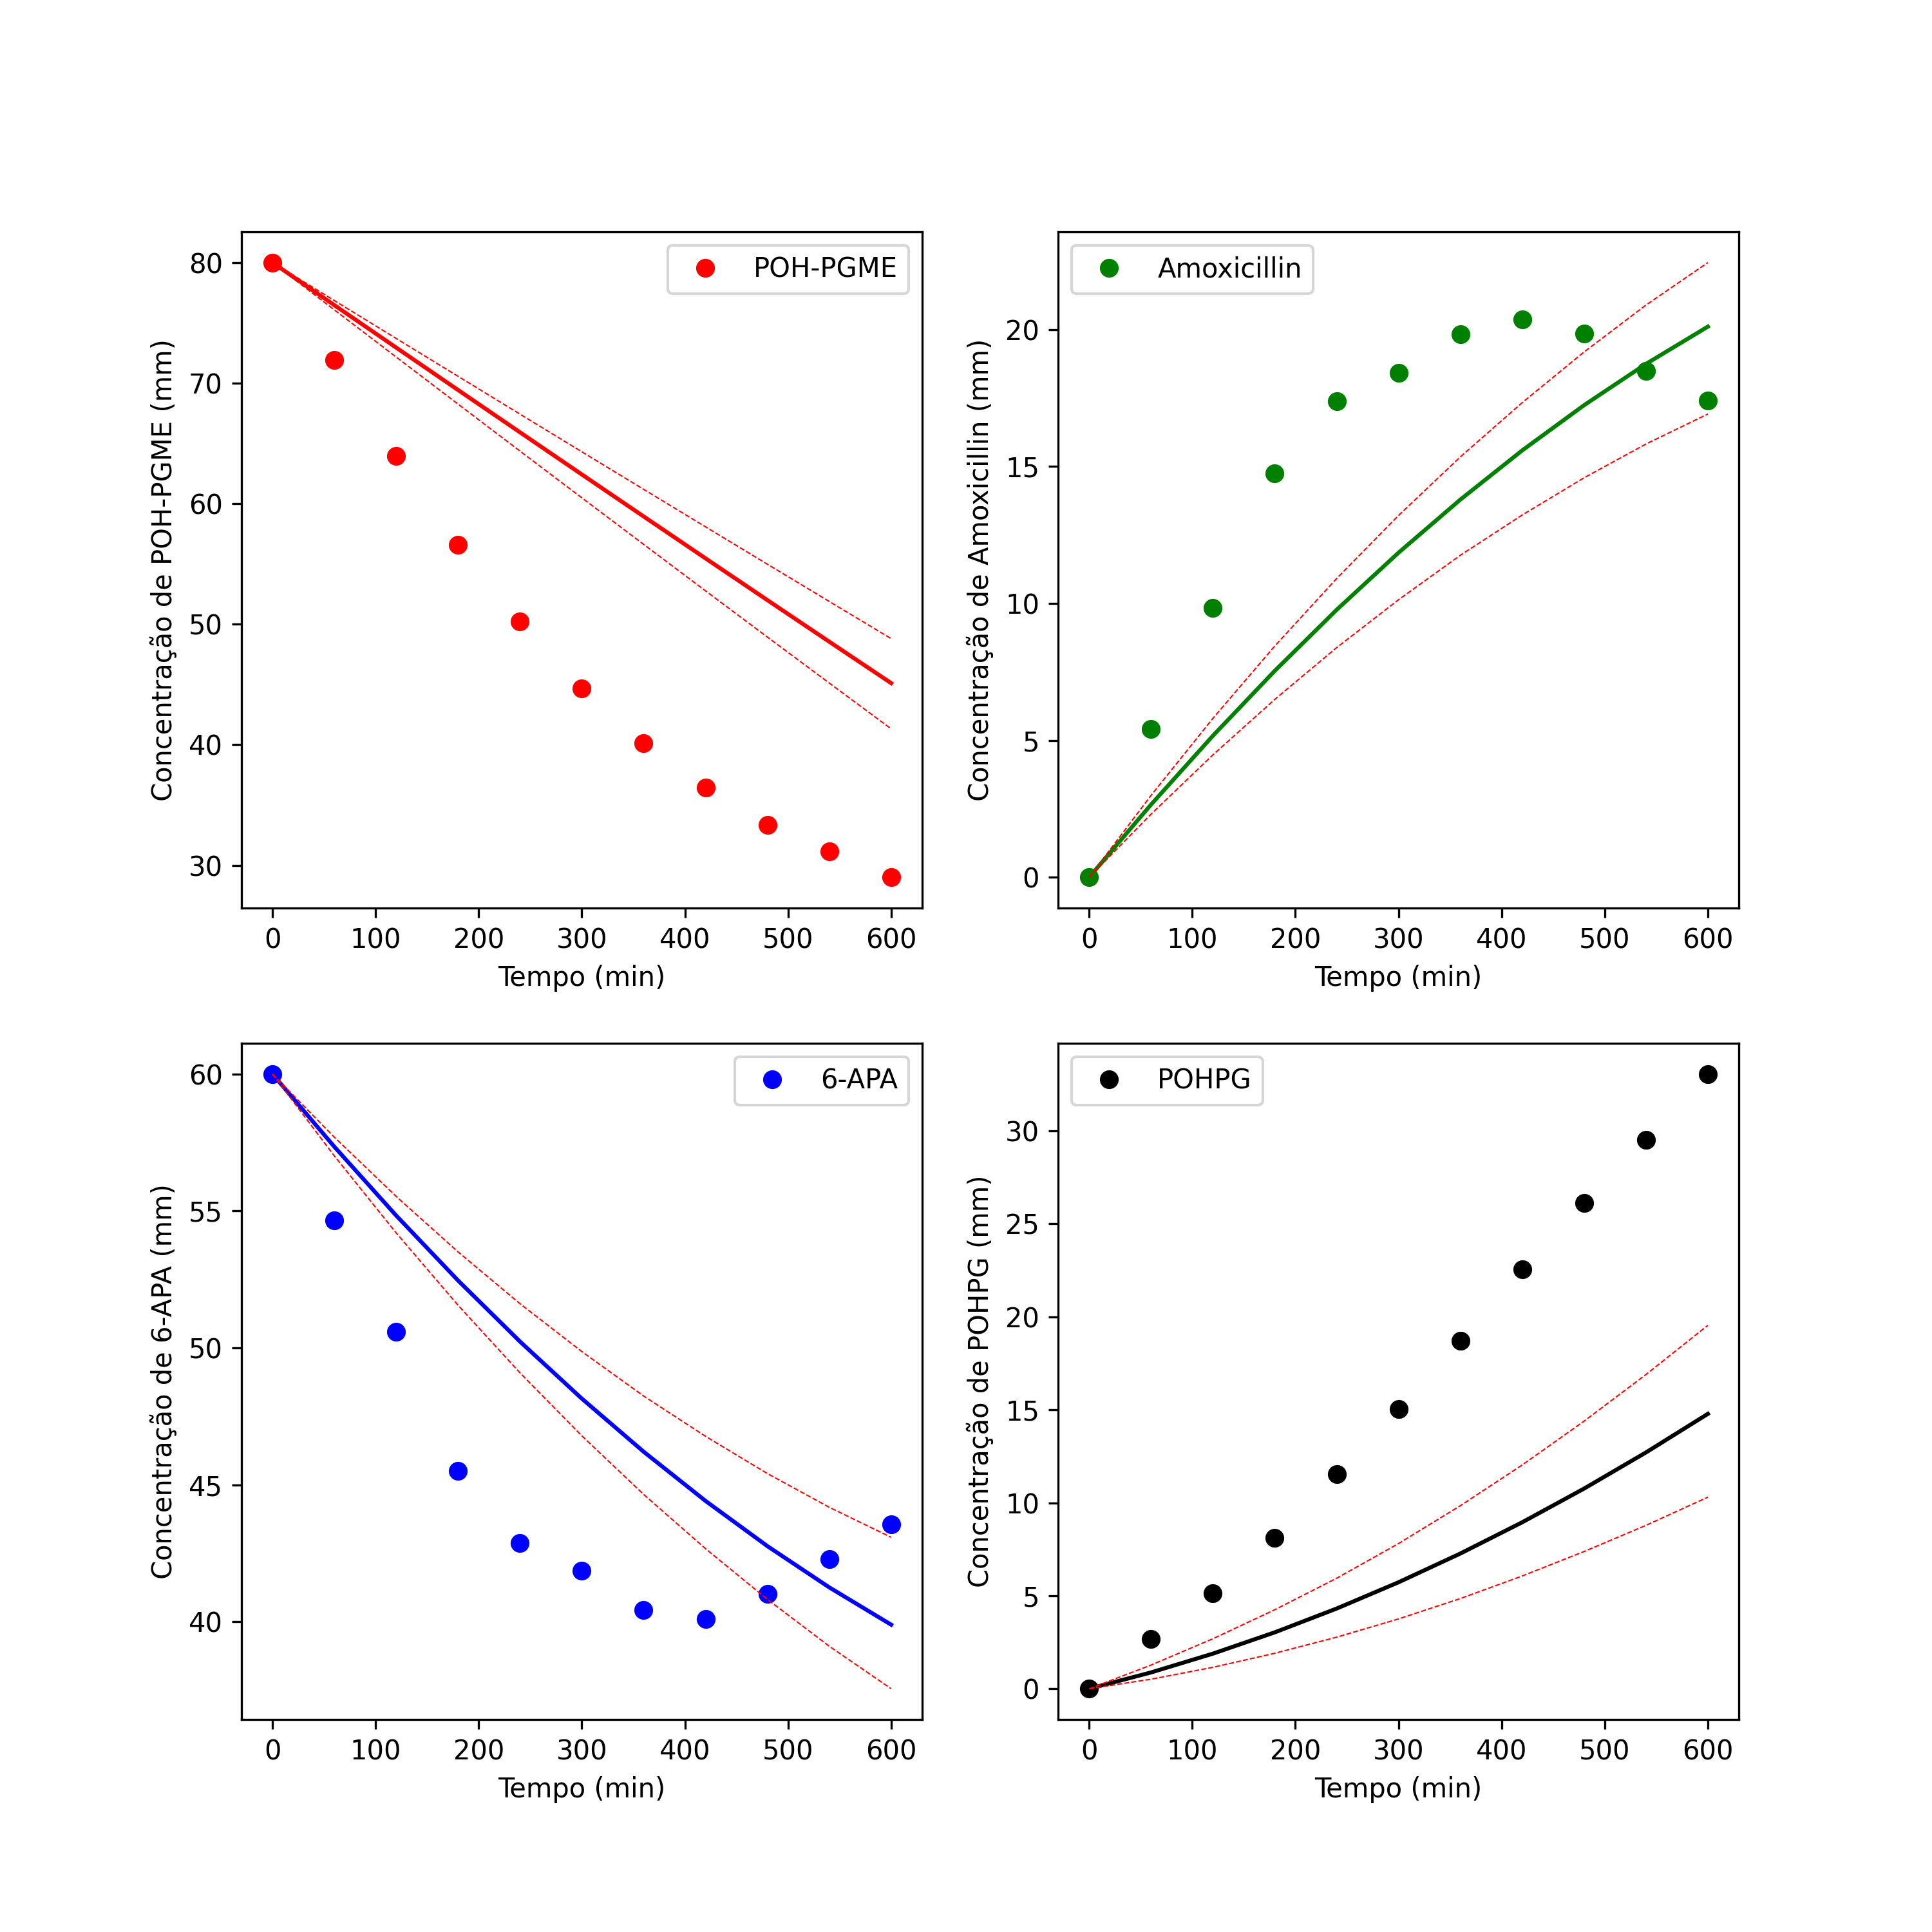 POH-PGME
Concentração de POH-PGME (mm)
80
70
60
50
40
30
0 100 200 300 400 500 600
Tempo (min)
Amoxicillin
Concentração de Amoxicillin (mm)
20
15
10
5
0
0 100 200 300 400 500 600
Tempo (min)
6-APA
Concentração de 6-APA (mm)
60
55
50
45
40
0 100 200 300 400 500 600
Tempo (min)
POHPG
Concentração de POHPG (mm)
30
25
20
15
10
5
0
0 100 200 300 400 500 600
Tempo (min)